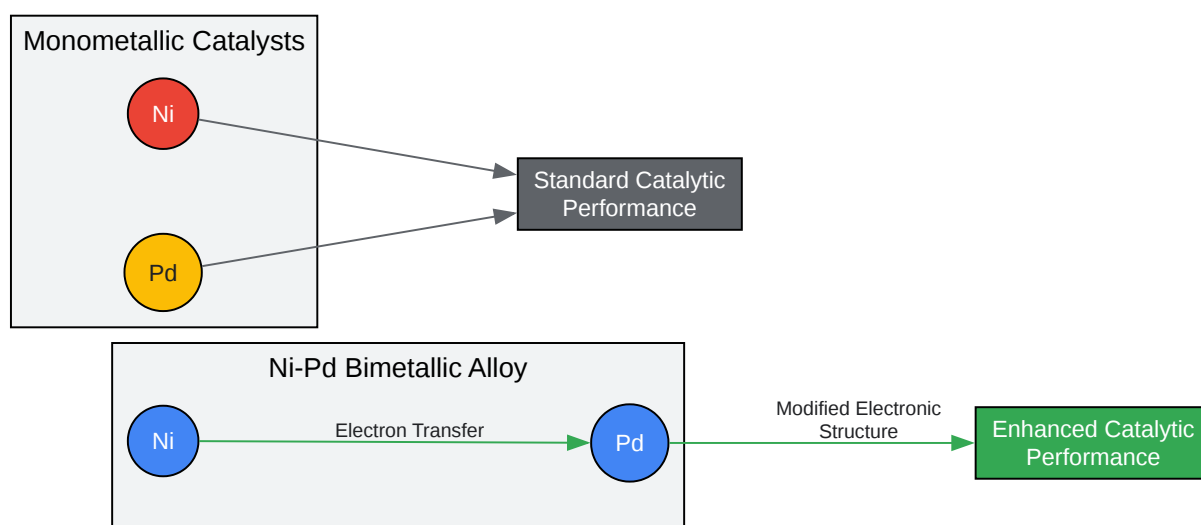 Monometallic Catalysts
Ni
Pd
Standard Catalytic
Performance
Ni-Pd Bimetallic Alloy
Ni
Electron Transfer
Pd
Modified Electronic
Structure
Enhanced Catalytic
Performance